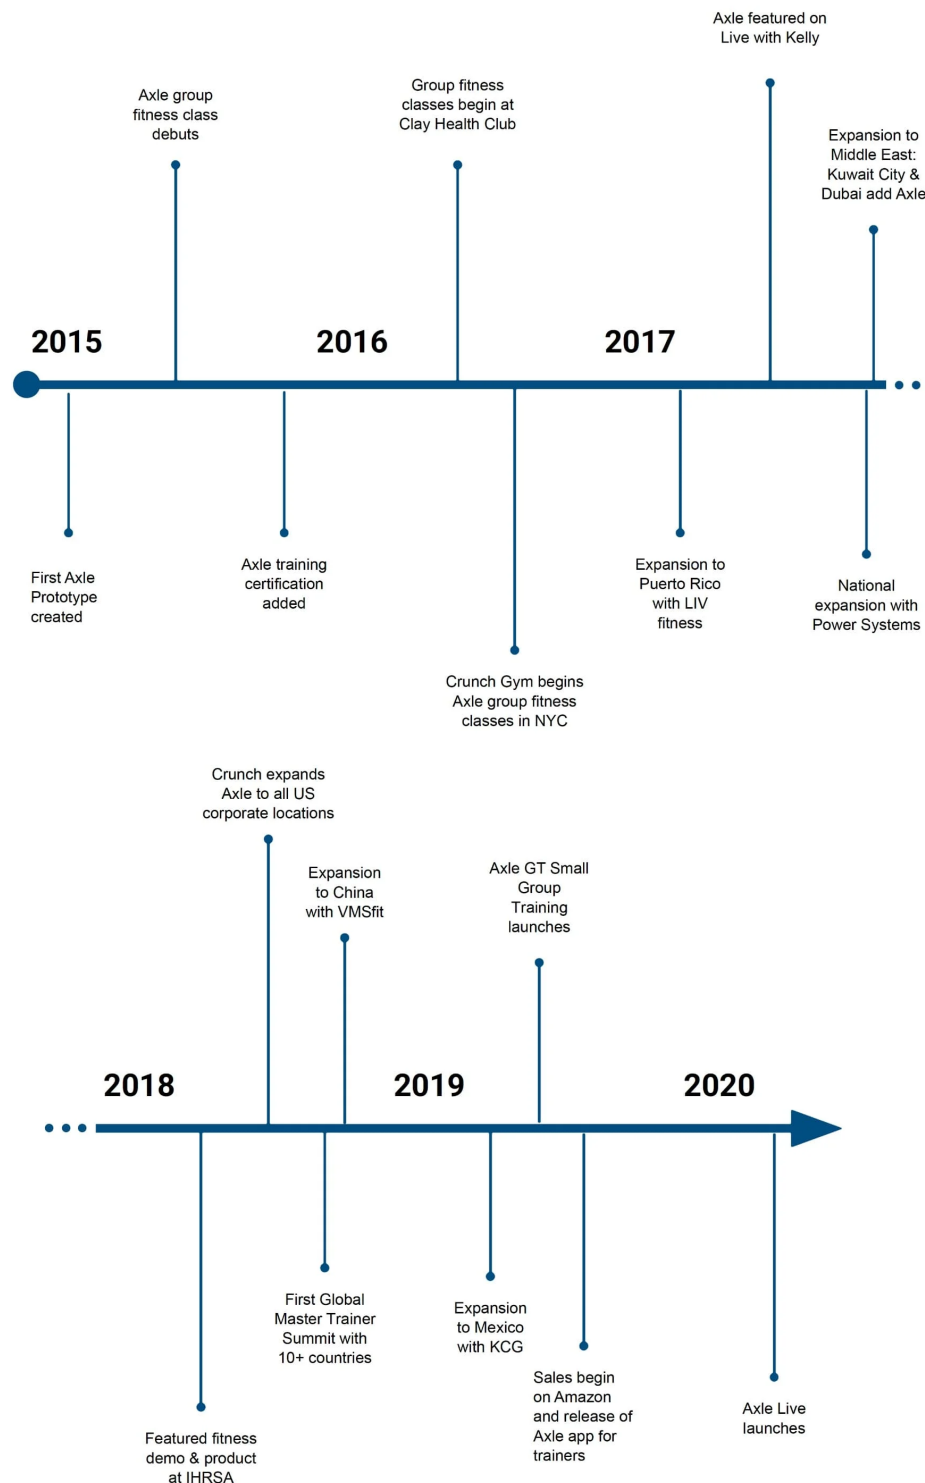 Axle featured on
Live with Kelly
Axle group
fitness class
debuts
Group fitness
classes begin at
Clay Health Club
Expansion to
Middle East:
Kuwait City &
Dubai add Axle
2015
2016
2017
First Axle
Prototype
created
Axle training
certification
added
Crunch Gym begins
Axle group fitness
classes in NYC
Expansion to
Puerto Rico
with LIV
fitness
National
expansion with
Power Systems
Crunch expands
Axle to all US
corporate locations
Expansion
to China
with VMSfit
Axle GT Small
Group
Training
launches
2018
2019
2020
Featured fitness
demo & product
at IHRSA
First Global
Master Trainer
Summit with
10+ countries
Expansion
to Mexico
with KCG
Sales begin
on Amazon
and release of
Axle app for
trainers
Axle Live
launches